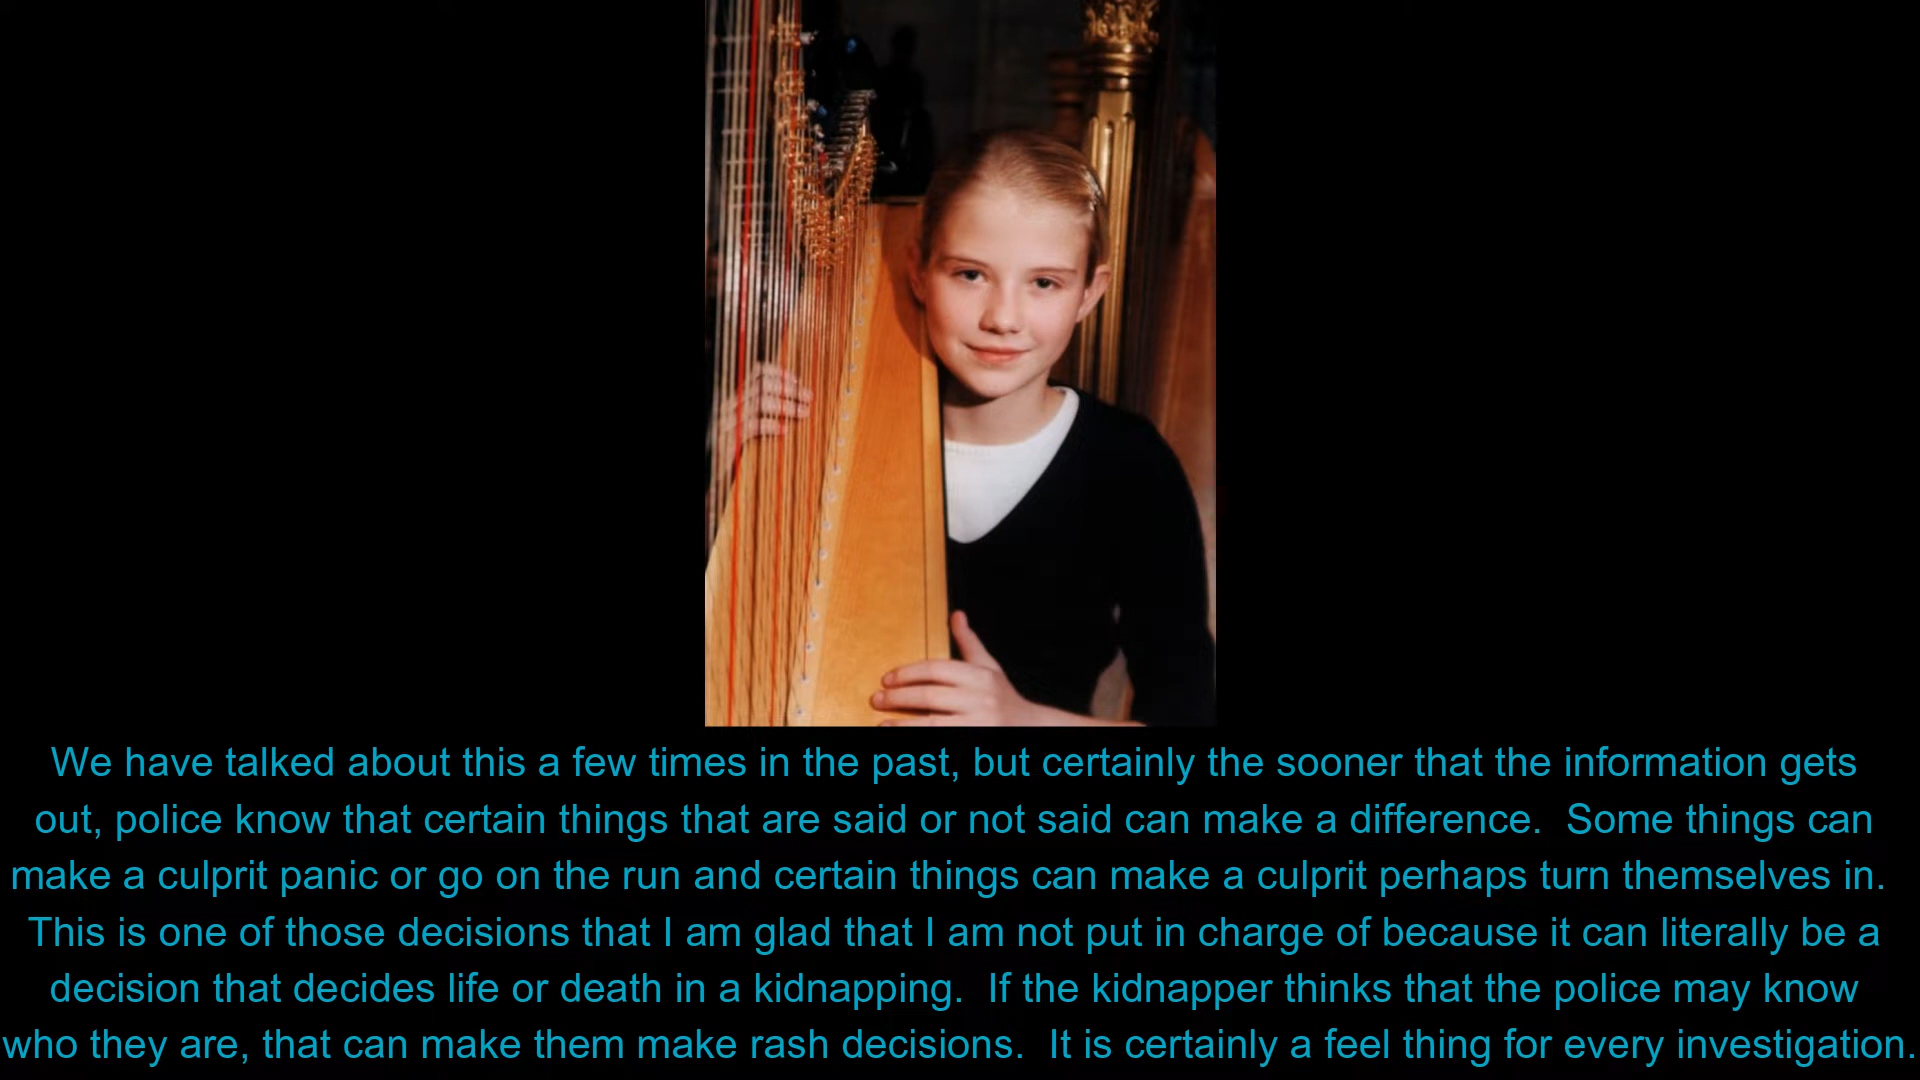 We have talked about this a few times in the past, but certainly the sooner that the information gets
out, police know that certain things that are said or not said can make a difference.  Some things can
make a culprit panic or go on the run and certain things can make a culprit perhaps turn themselves in.
This is one of those decisions that I am glad that I am not put in charge of because it can literally be a
decision that decides life or death in a kidnapping.  If the kidnapper thinks that the police may know
who they are, that can make them make rash decisions.  It is certainly a feel thing for every investigation.